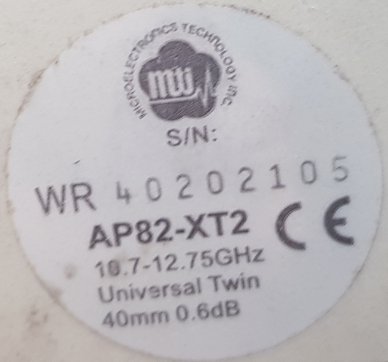 MICROELECTRONICS TECHNOLOGY INC.
mti
S/N:
WR 40202105
AP82-XT2 CE
10.7-12.75GHz
Universal Twin
40mm 0.6dB